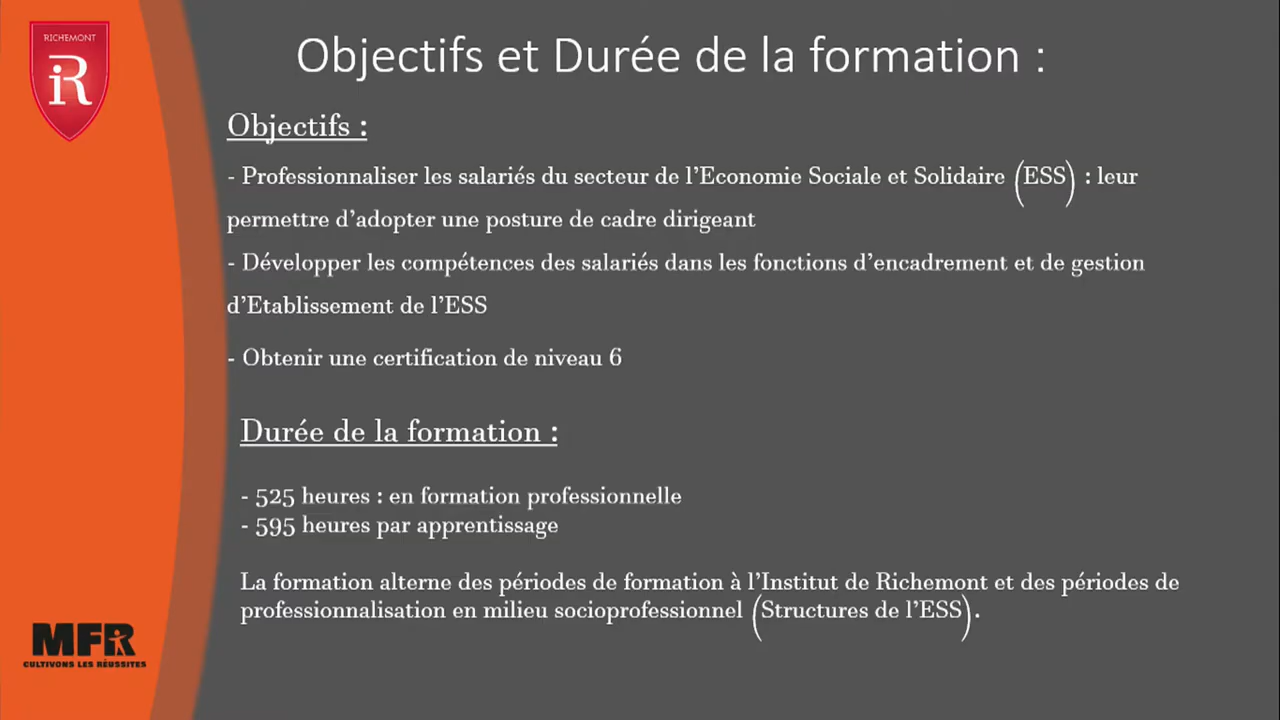 RICHEMONT
iR
Objectifs et Durée de la formation :
Objectifs :
- Professionnaliser les salariés du secteur de l’Economie Sociale et Solidaire (ESS) : leur
permettre d’adopter une posture de cadre dirigeant
- Développer les compétences des salariés dans les fonctions d’encadrement et de gestion
d’Etablissement de l’ESS
- Obtenir une certification de niveau 6
Durée de la formation :
- 525 heures : en formation professionnelle
- 595 heures par apprentissage
La formation alterne des périodes de formation à l’Institut de Richemont et des périodes de
professionnalisation en milieu socioprofessionnel (Structures de l’ESS).
MFR
CULTIVONS LES RÉUSSITES